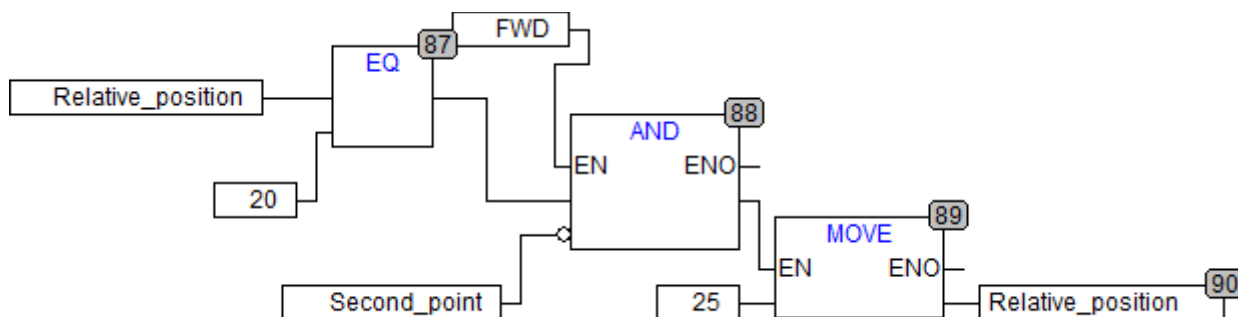 FWD
87
EQ
Relative_position
20
88
AND
EN ENO
Second_point
89
MOVE
EN ENO
25
Relative_position
90